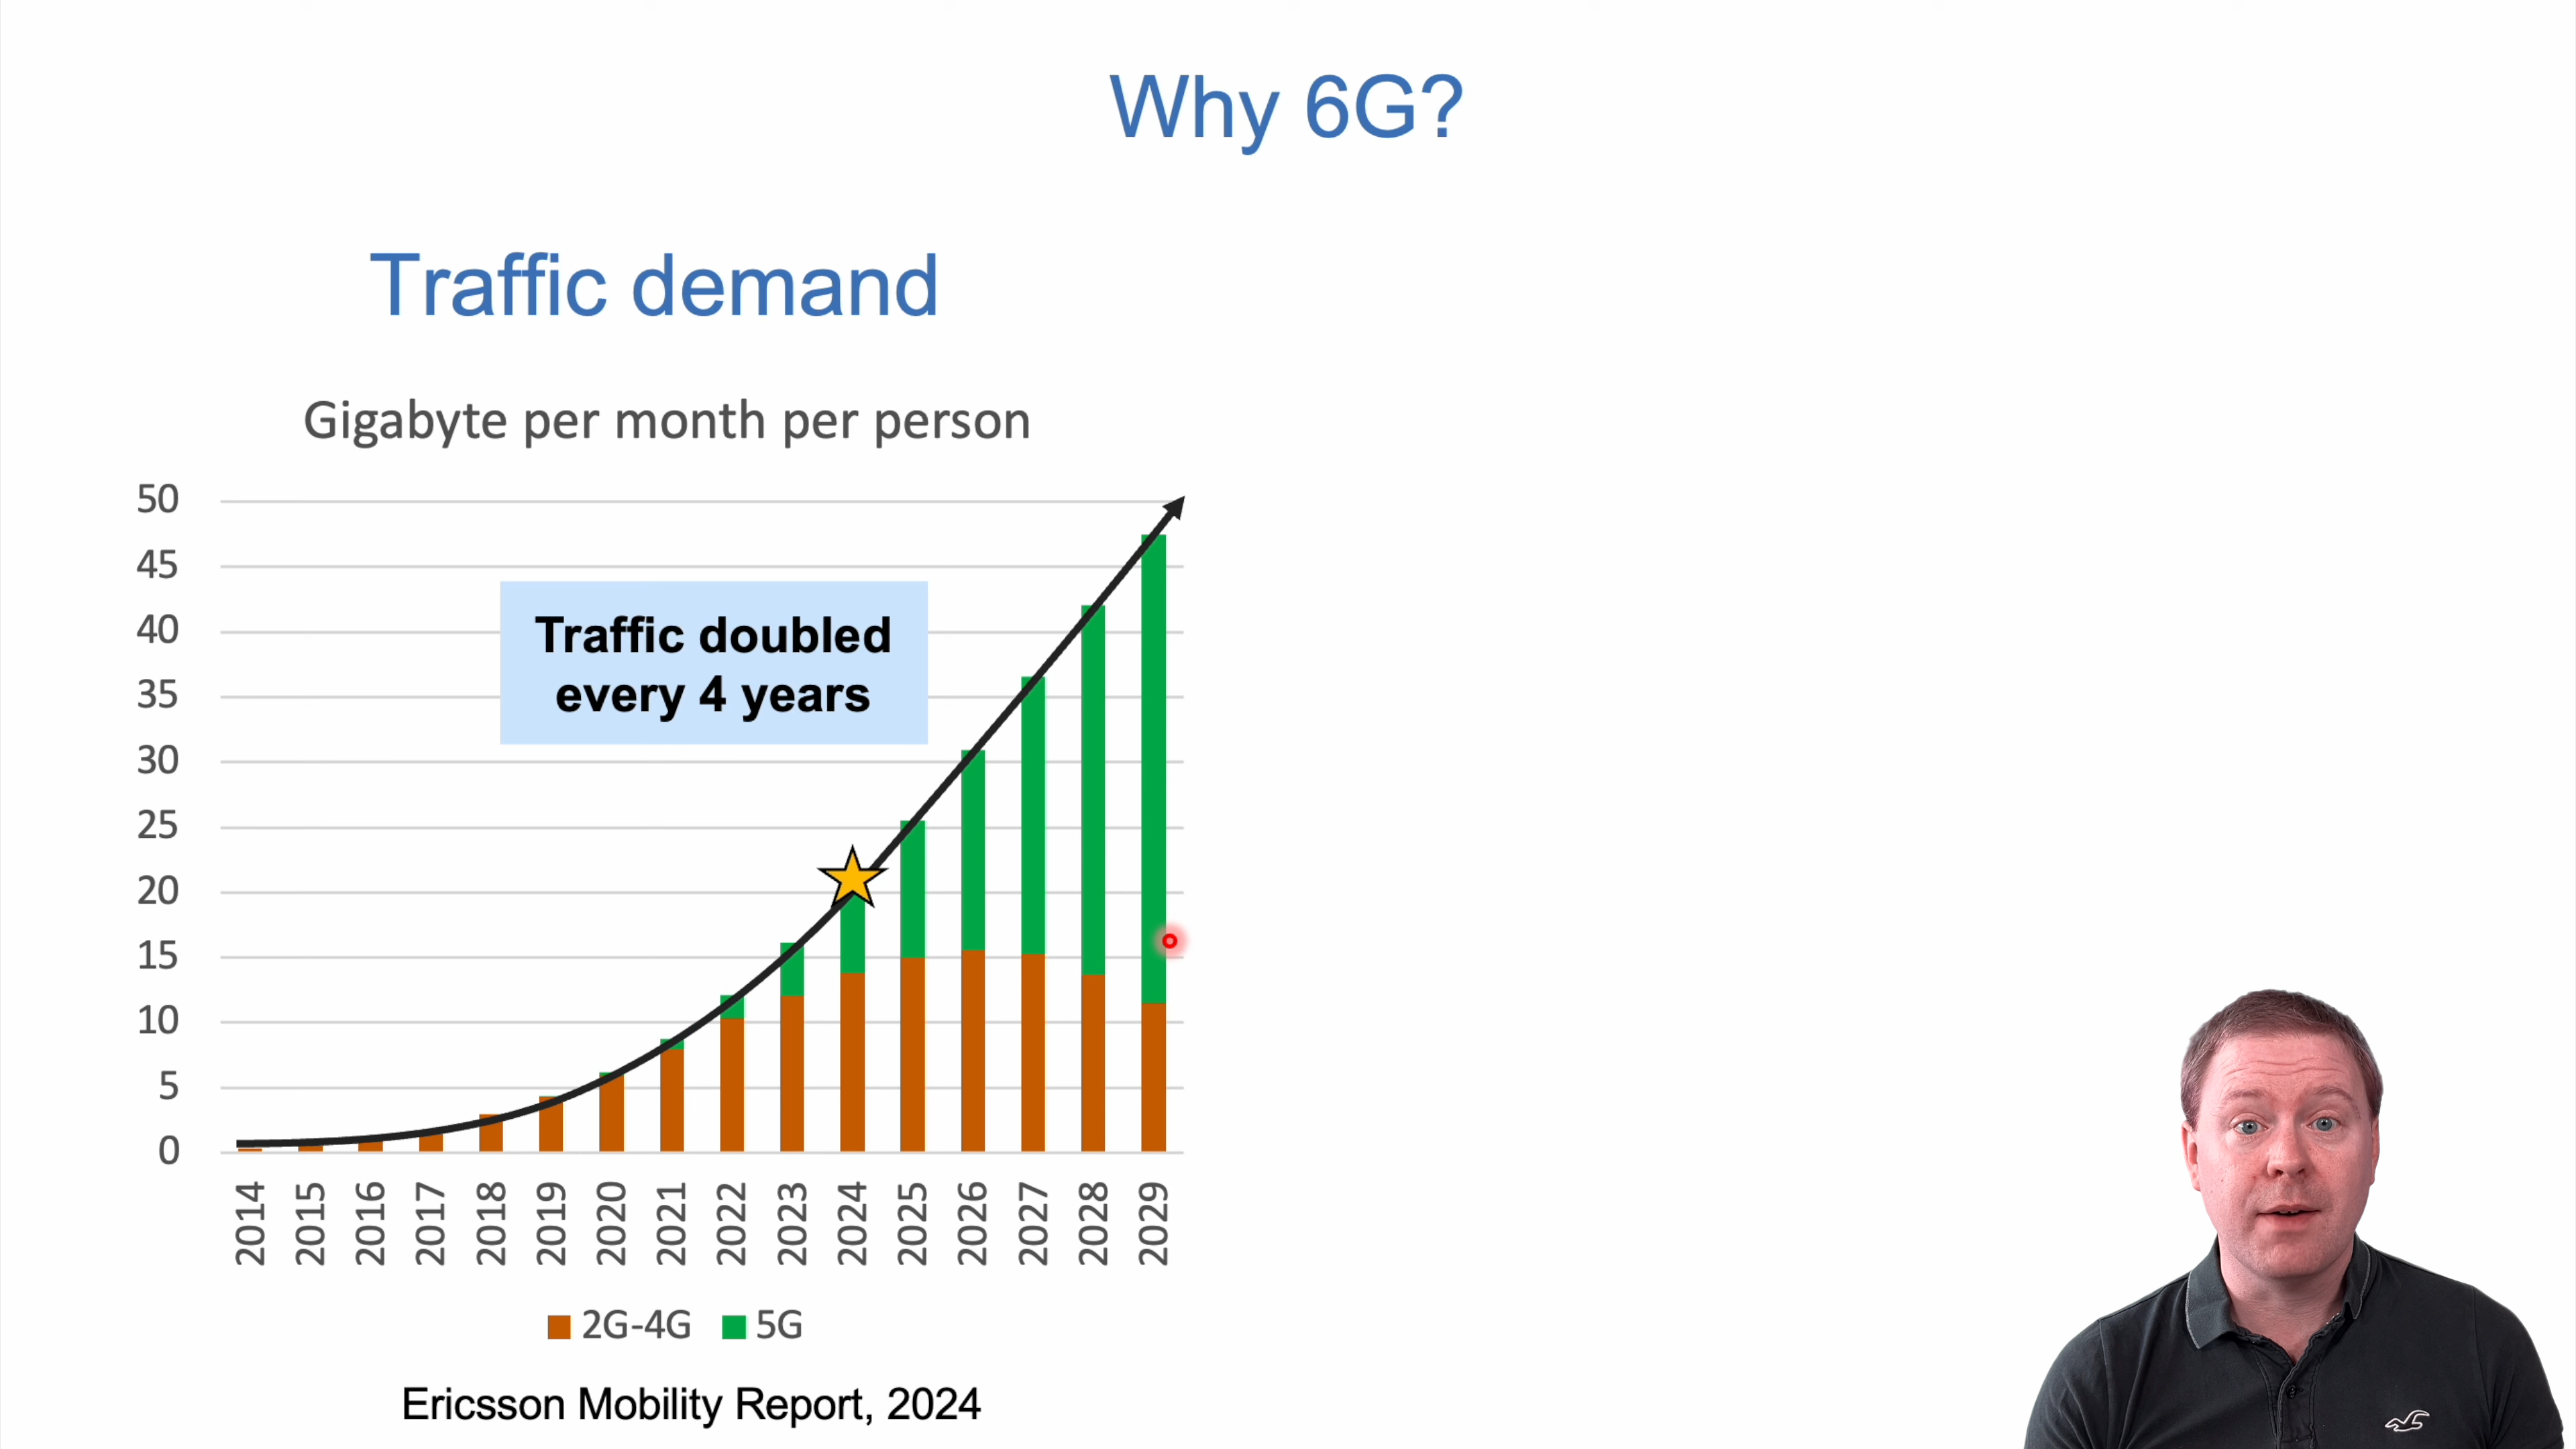 Why 6G?
Traffic demand
Gigabyte per month per person
50
45
40
35
30
25
20
15
10
5
0
Traffic doubled
every 4 years
2014 2015 2016 2017 2018 2019 2020 2021 2022 2023 2024 2025 2026 2027 2028 2029
2G-4G 5G
Ericsson Mobility Report, 2024